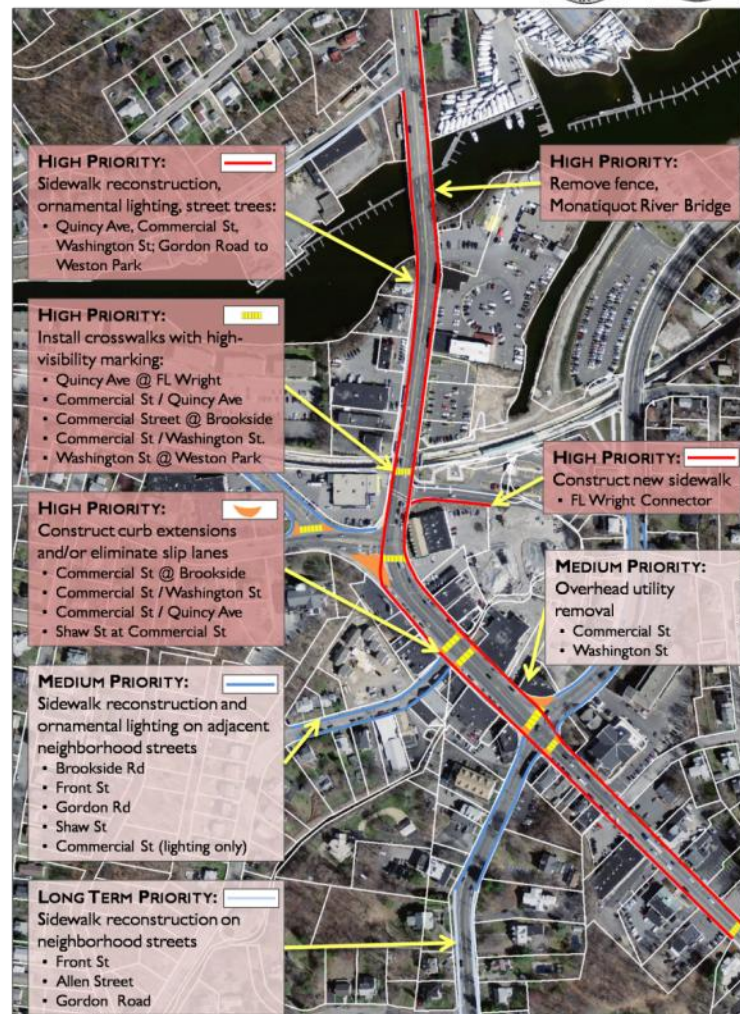 HIGH PRIORITY:
Sidewalk reconstruction,
ornamental lighting, street trees:
• Quincy Ave, Commercial St,
Washington St; Gordon Road to
Weston Park
HIGH PRIORITY:
Remove fence,
Monatiquot River Bridge
HIGH PRIORITY:
Install crosswalks with high-
visibility marking:
• Quincy Ave @ FL Wright
• Commercial St / Quincy Ave
• Commercial Street @ Brookside
• Commercial St / Washington St.
• Washington St @ Weston Park
HIGH PRIORITY:
Construct new sidewalk
• FL Wright Connector
HIGH PRIORITY:
Construct curb extensions
and/or eliminate slip lanes
• Commercial St @ Brookside
• Commercial St / Washington St
• Commercial St / Quincy Ave
• Shaw St at Commercial St
MEDIUM PRIORITY:
Overhead utility
removal
• Commercial St
• Washington St
MEDIUM PRIORITY:
Sidewalk reconstruction and
ornamental lighting on adjacent
neighborhood streets
• Brookside Rd
• Front St
• Gordon Rd
• Shaw St
• Commercial St (lighting only)
LONG TERM PRIORITY:
Sidewalk reconstruction on
neighborhood streets
• Front St
• Allen Street
• Gordon Road